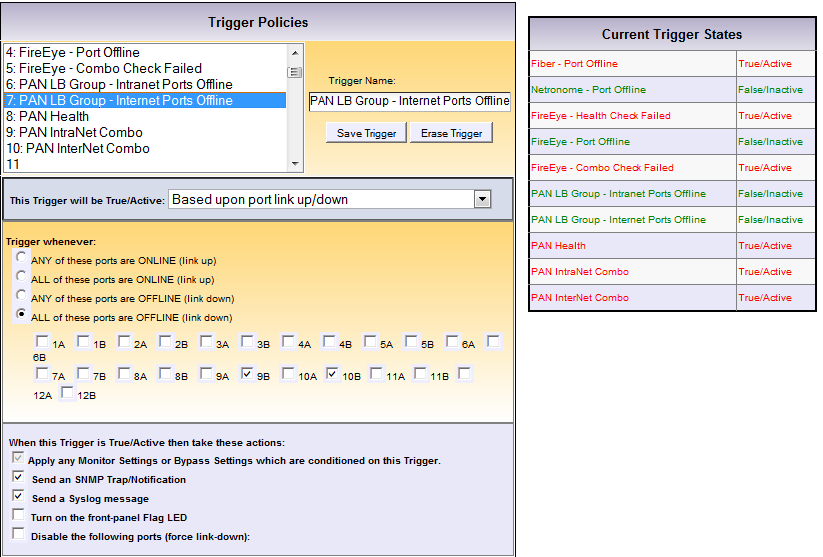 Trigger Policies
4: FireEye - Port Offline
5: FireEye - Combo Check Failed
6: PAN LB Group - Intranet Ports Offline
7: PAN LB Group - Internet Ports Offline
8: PAN Health
9: PAN IntraNet Combo
10: PAN InterNet Combo
11
Trigger Name:
PAN LB Group - Internet Ports Offline
Save Trigger Erase Trigger
This Trigger will be True/Active: Based upon port link up/down
Trigger whenever:
ANY of these ports are ONLINE (link up)
ALL of these ports are ONLINE (link up)
ANY of these ports are OFFLINE (link down)
ALL of these ports are OFFLINE (link down)
1A 1B 2A 2B 3A 3B 4A 4B 5A 5B 6A
6B
7A 7B 8A 8B 9A 9B 10A 10B 11A 11B
12A 12B
When this Trigger is True/Active then take these actions:
Apply any Monitor Settings or Bypass Settings which are conditioned on this Trigger.
Send an SNMP Trap/Notification
Send a Syslog message
Turn on the front-panel Flag LED
Disable the following ports (force link-down):
Current Trigger States
Fiber - Port Offline True/Active
Netronome - Port Offline False/Inactive
FireEye - Health Check Failed True/Active
FireEye - Port Offline False/Inactive
FireEye - Combo Check Failed True/Active
PAN LB Group - Intranet Ports Offline False/Inactive
PAN LB Group - Internet Ports Offline False/Inactive
PAN Health True/Active
PAN IntraNet Combo True/Active
PAN InterNet Combo True/Active